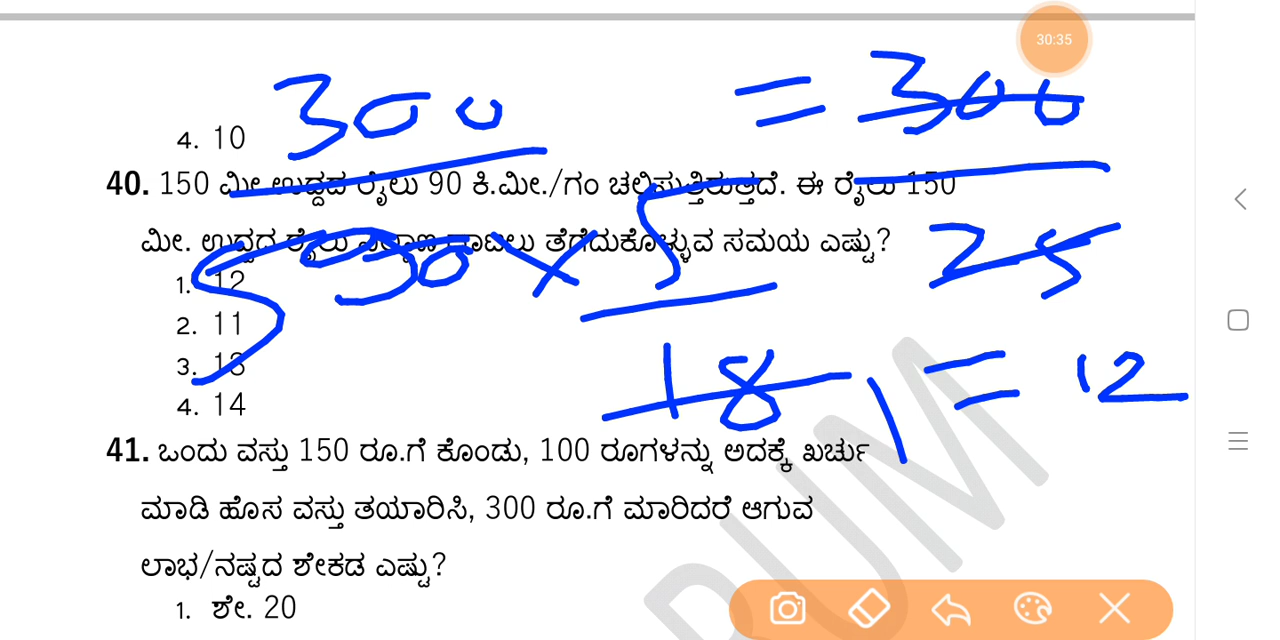 30:35
300 = 300
4. 10
40. 150 ಮೀ ಉದ್ದದ ರೈಲು 90 ಕಿ.ಮೀ./ಗಂ ಚಲಿಸುತ್ತಿರುತ್ತದೆ. ಈ ರೈಲು 150
ಮೀ. ಉದ್ದದ ದಾಟಲು ತೆಗೆದುಕೊಳ್ಳುವ ಸಮಯ ಎಷ್ಟು?
90 × 5 25
1. 12
2. 11
3. 13
18 = 12
4. 14
41. ಒಂದು ವಸ್ತು 150 ರೂ.ಗೆ ಕೊಂಡು, 100 ರೂಗಳನ್ನು ಅದಕ್ಕೆ ಖರ್ಚು
ಮಾಡಿ ಹೊಸ ವಸ್ತು ತಯಾರಿಸಿ, 300 ರೂ.ಗೆ ಮಾರಿದರೆ ಆಗುವ
ಲಾಭ/ನಷ್ಟದ ಶೇಕಡ ಎಷ್ಟು?
1. ಶೇ. 20